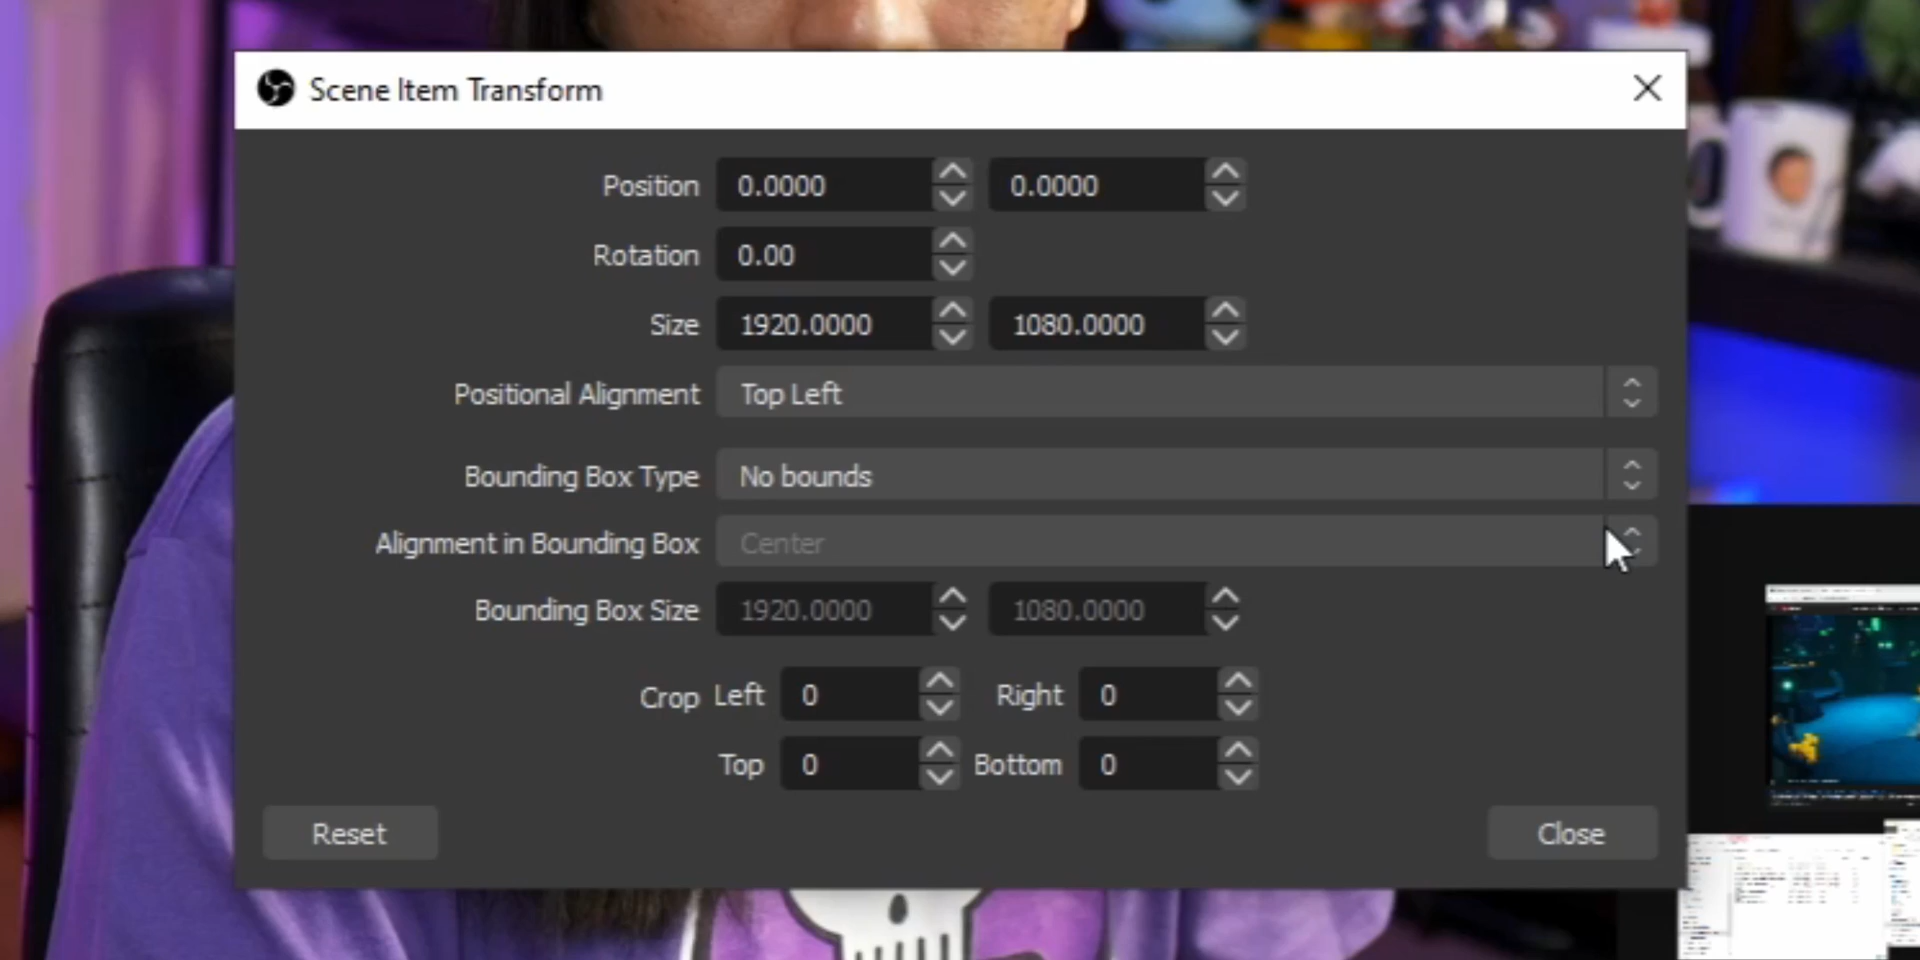 Scene Item Transform
Position 0.0000 0.0000
Rotation 0.00
Size 1920.0000 1080.0000
Positional Alignment Top Left
Bounding Box Type No bounds
Alignment in Bounding Box Center
Bounding Box Size 1920.0000 1080.0000
Crop Left 0 Right 0
Top 0 Bottom 0
Reset Close